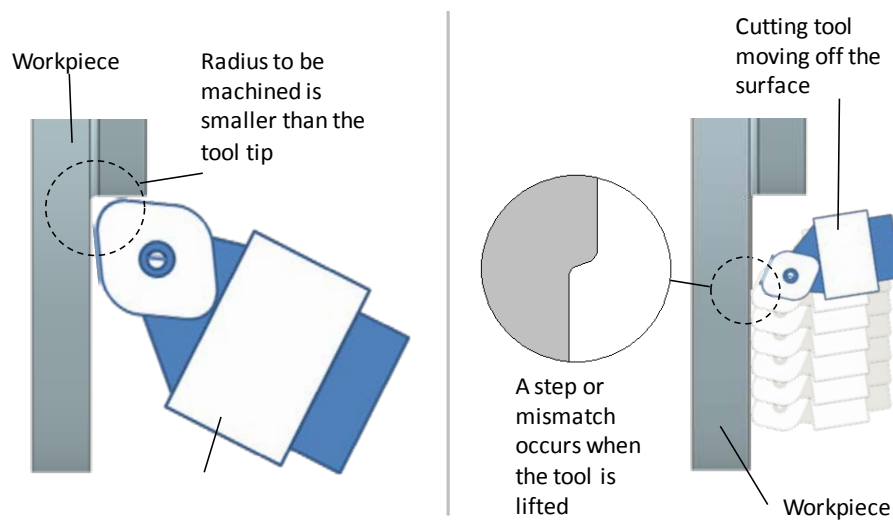 Workpiece
Radius to be
machined is
smaller than the
tool tip
Cutting tool
moving off the
surface
A step or
mismatch
occurs when
the tool is
lifted
Workpiece